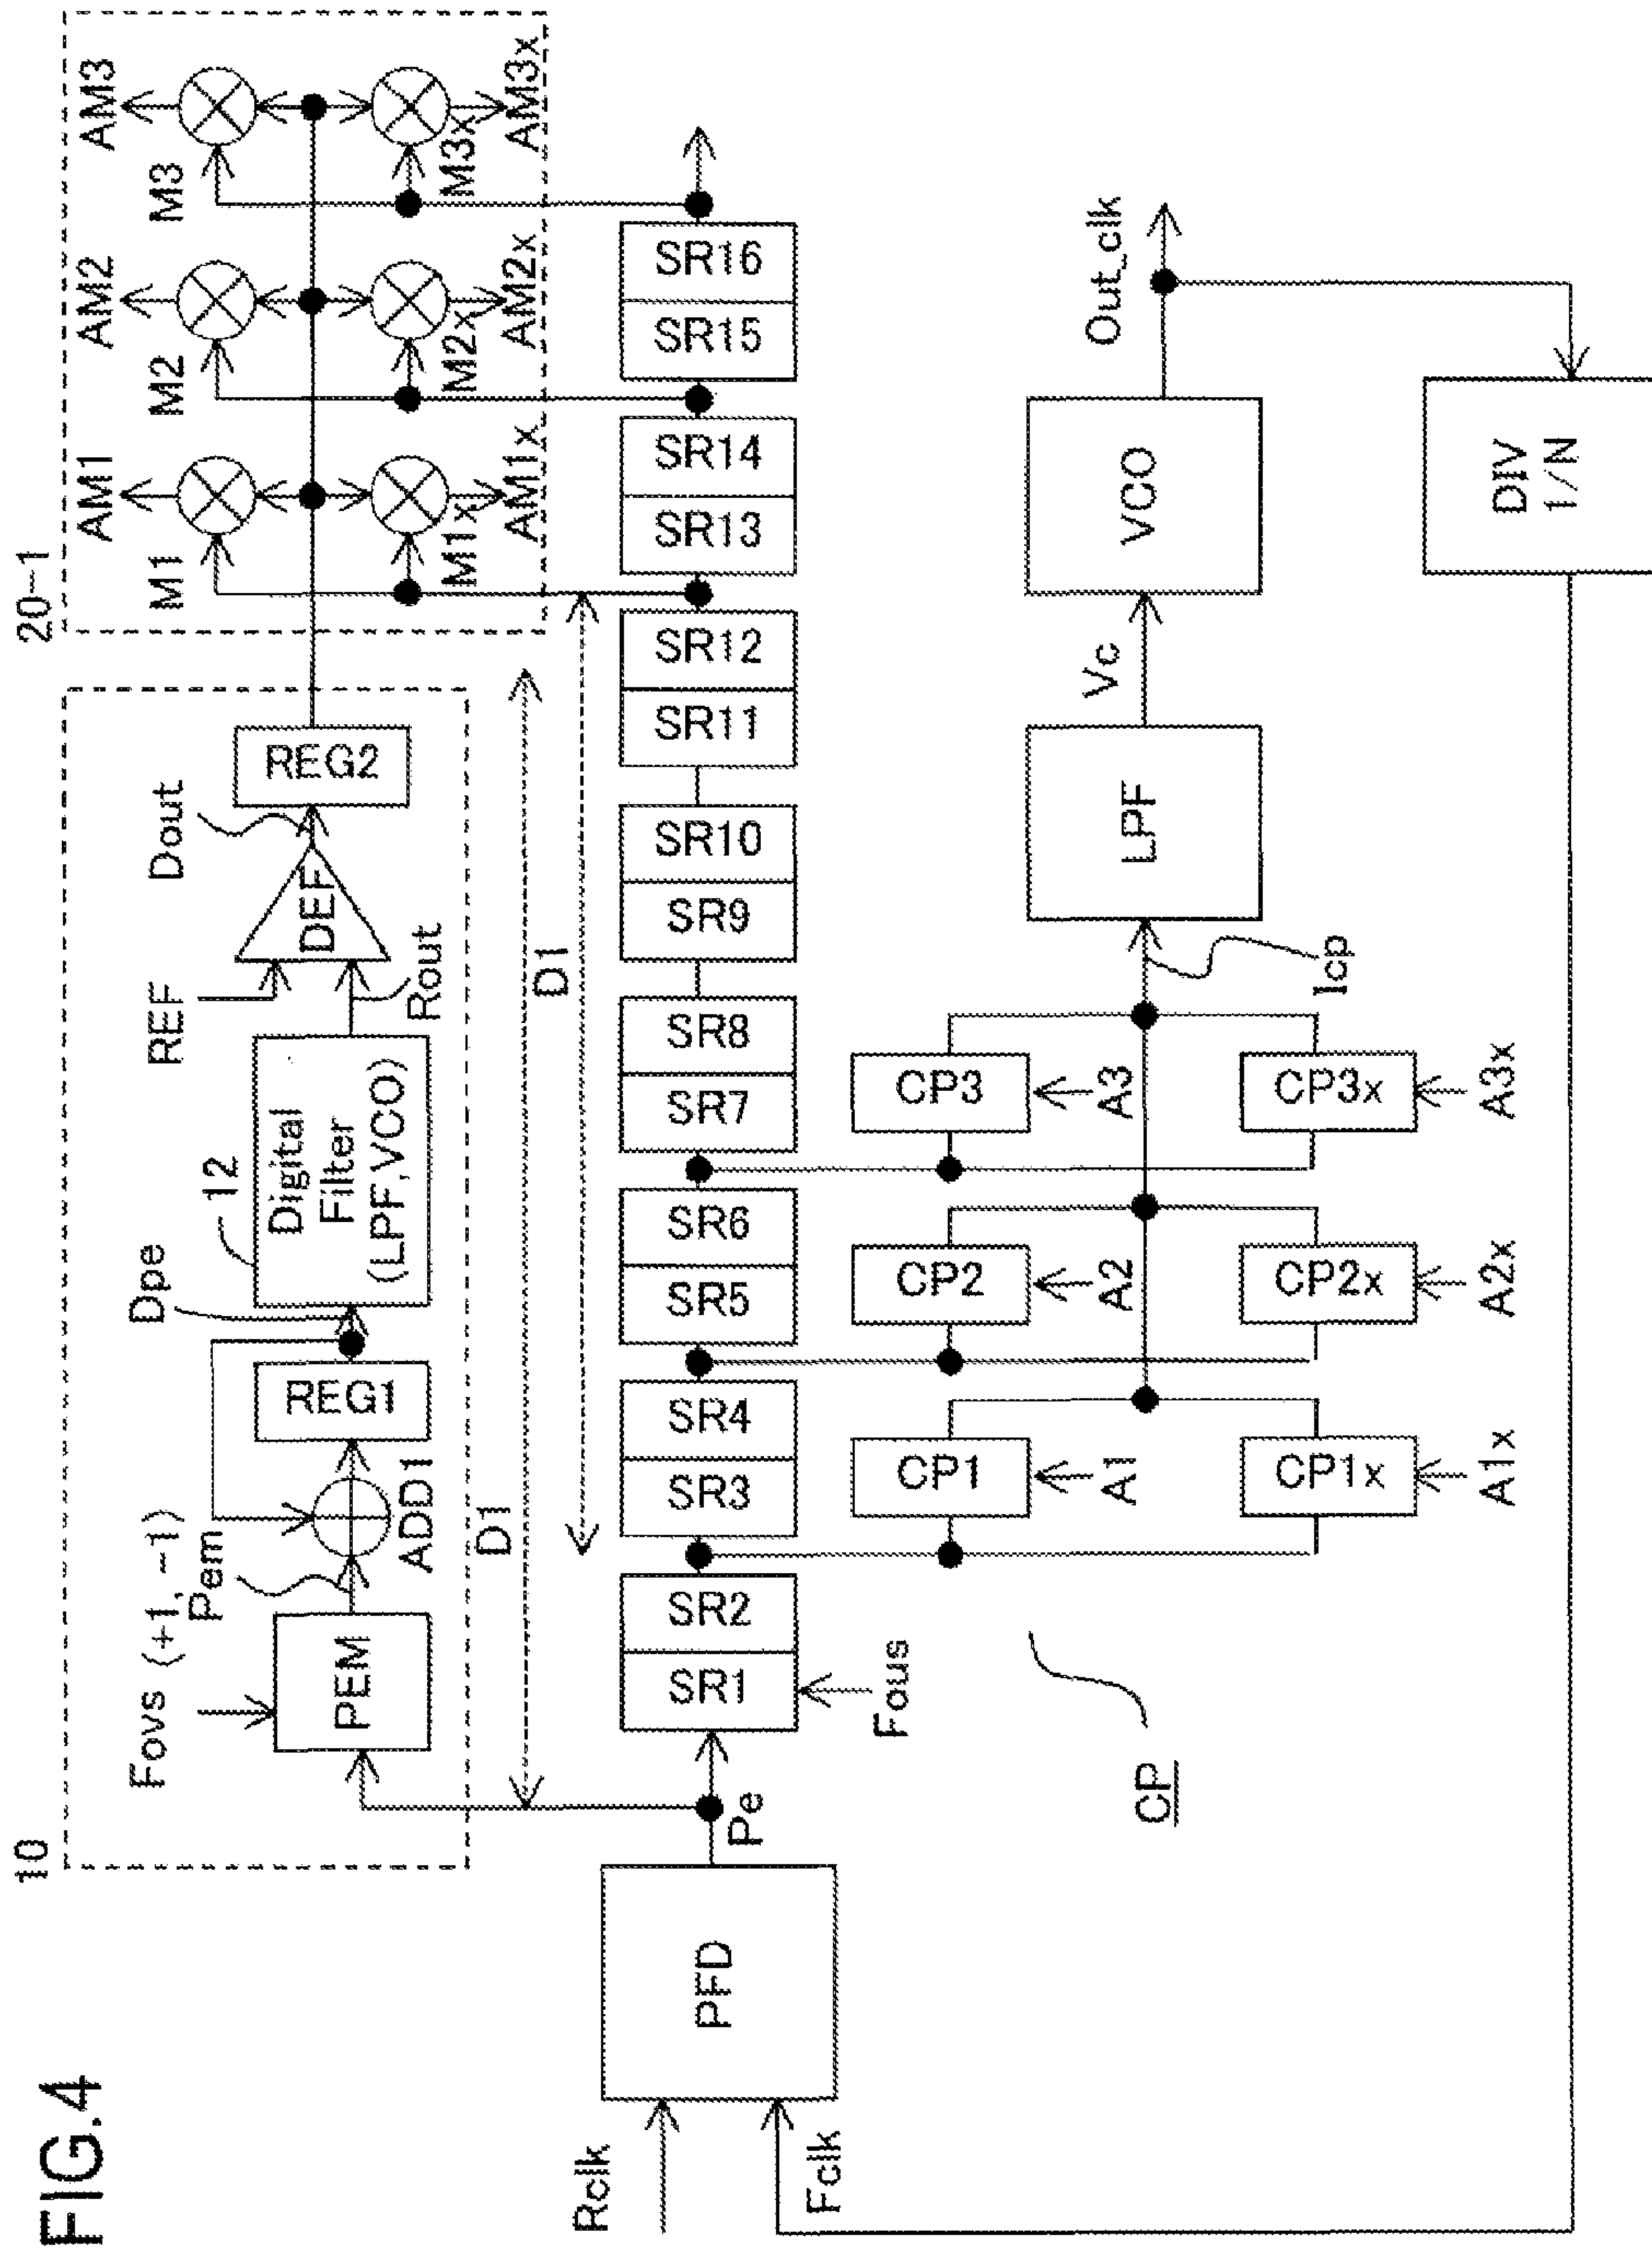 FIG.4
10
Fovs (+1, -1)
PEM
Pem
ADD1
REG1
Dpe
12
Digital
Filter
(LPF,VCO)
REF
Rout
DEF
Dout
REG2
20-1
M1
AM1
M1x
AM1x
M2
AM2
M2x
AM2x
M3
AM3
M3x
AM3x
D1
D1
Rclk
Fclk
PFD
Pe
SR1
SR2
SR3
SR4
SR5
SR6
SR7
SR8
SR9
SR10
SR11
SR12
SR13
SR14
SR15
SR16
Fous
CP
CP1
A1
CP1x
A1x
CP2
A2
CP2x
A2x
CP3
A3
CP3x
A3x
Icp
LPF
Vc
VCO
Out_clk
DIV
1/N